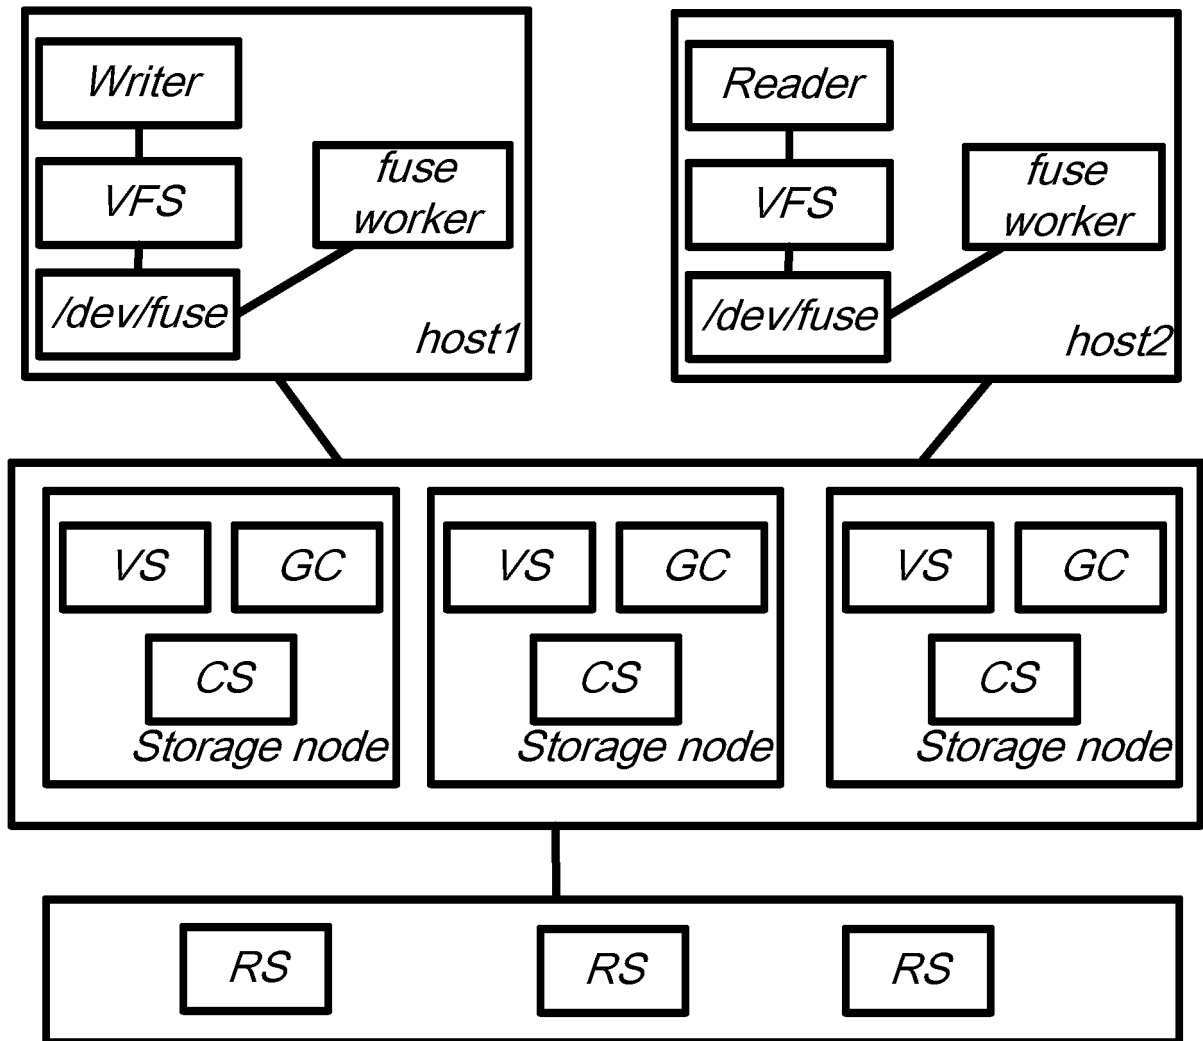 Writer
VFS
/dev/fuse
fuse
worker
host1
Reader
VFS
/dev/fuse
fuse
worker
host2
VS
GC
CS
Storage node
VS
GC
CS
Storage node
VS
GC
CS
Storage node
RS
RS
RS